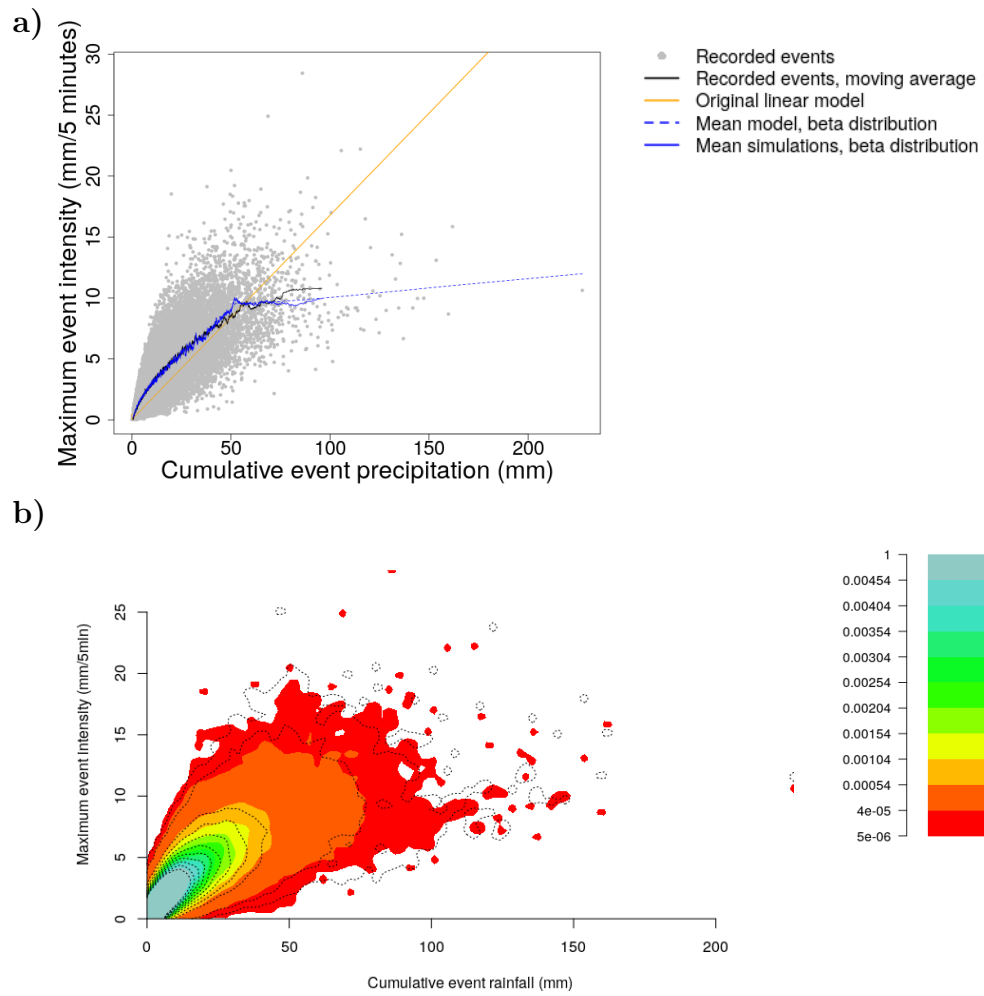 a)
Maximum event intensity (mm/5 minutes)
30
25
20
15
10
5
0
0 50 100 150 200
Cumulative event precipitation (mm)
Recorded events
Recorded events, moving average
Original linear model
Mean model, beta distribution
Mean simulations, beta distribution
b)
Maximum event intensity (mm/5min)
25
20
15
10
5
0
0 50 100 150 200
Cumulative event rainfall (mm)
1
0.00454
0.00404
0.00354
0.00304
0.00254
0.00204
0.00154
0.00104
0.00054
4e-05
5e-06